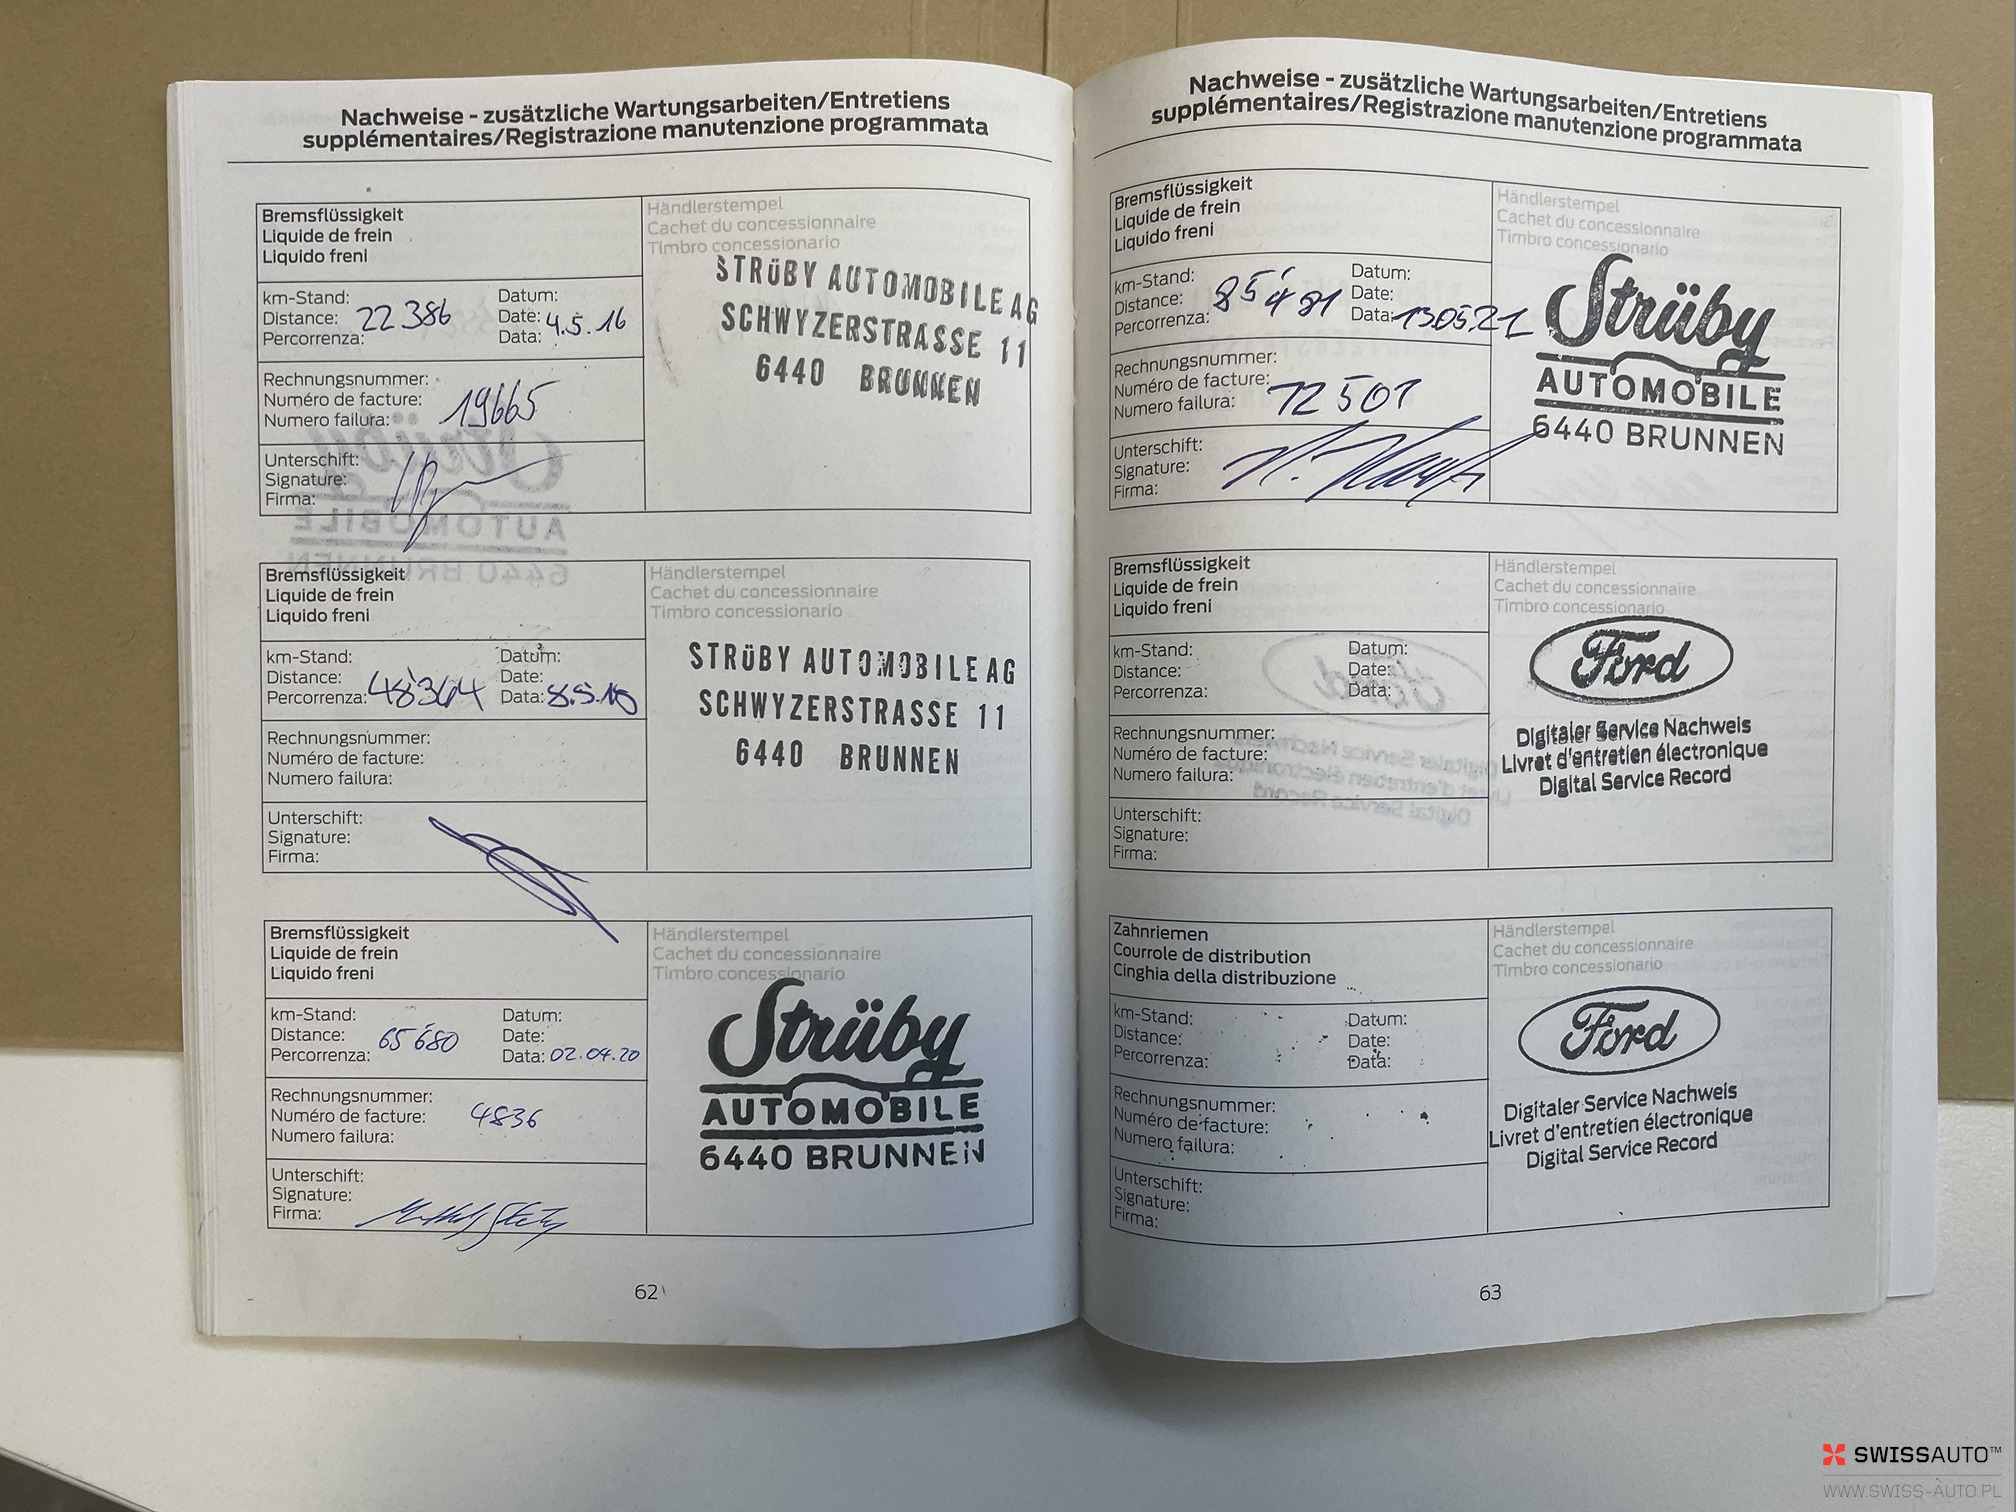 Nachweise - zusätzliche Wartungsarbeiten/Entretiens
supplémentaires/Registrazione manutenzione programmata
Bremsflüssigkeit
Liquide de frein
Liquido freni
Händlerstempel
Cachet du concessionnaire
Timbro concessionario
STRÜBY AUTOMOBILE AG
SCHWYZERSTRASSE 11
6440 BRUNNEN
km-Stand:
Distance: 22386
Percorrenza:
Datum:
Date: 4.5.16
Data:
Rechnungsnummer:
Numéro de facture: 19665
Numero failura:
Unterschift:
Signature:
Firma:
Bremsflüssigkeit
Liquide de frein
Liquido freni
Händlerstempel
Cachet du concessionnaire
Timbro concessionario
STRÜBY AUTOMOBILE AG
SCHWYZERSTRASSE 11
6440 BRUNNEN
km-Stand:
Distance:
Percorrenza: 48'364
Datum:
Date:
Data: 8.5.18
Rechnungsnummer:
Numéro de facture:
Numero failura:
Unterschift:
Signature:
Firma:
Bremsflüssigkeit
Liquide de frein
Liquido freni
Händlerstempel
Cachet du concessionnaire
Timbro concessionario
Strüby
AUTOMOBILE
6440 BRUNNEN
km-Stand:
Distance: 65'680
Percorrenza:
Datum:
Date:
Data: 02.04.20
Rechnungsnummer:
Numéro de facture: 4836
Numero failura:
Unterschift:
Signature:
Firma:
62
Nachweise - zusätzliche Wartungsarbeiten/Entretiens
supplémentaires/Registrazione manutenzione programmata
Bremsflüssigkeit
Liquide de frein
Liquido freni
Händlerstempel
Cachet du concessionnaire
Timbro concessionario
Strüby
AUTOMOBILE
6440 BRUNNEN
km-Stand:
Distance: 85'481
Percorrenza:
Datum:
Date:
Data: 13.05.21
Rechnungsnummer:
Numéro de facture: 12501
Numero failura:
Unterschift:
Signature:
Firma:
Bremsflüssigkeit
Liquide de frein
Liquido freni
Händlerstempel
Cachet du concessionnaire
Timbro concessionario
Ford
Digitaler Service Nachweis
Livret d'entretien électronique
Digital Service Record
km-Stand:
Distance:
Percorrenza:
Datum:
Date:
Data:
Rechnungsnummer:
Numéro de facture:
Numero failura:
Unterschift:
Signature:
Firma:
Zahnriemen
Courrole de distribution
Cinghia della distribuzione
Händlerstempel
Cachet du concessionnaire
Timbro concessionario
Ford
Digitaler Service Nachweis
Livret d'entretien électronique
Digital Service Record
km-Stand:
Distance:
Percorrenza:
Datum:
Date:
Data:
Rechnungsnummer:
Numéro de facture:
Numero failura:
Unterschift:
Signature:
Firma:
63
SWISSAUTO™
WWW.SWISS-AUTO.PL